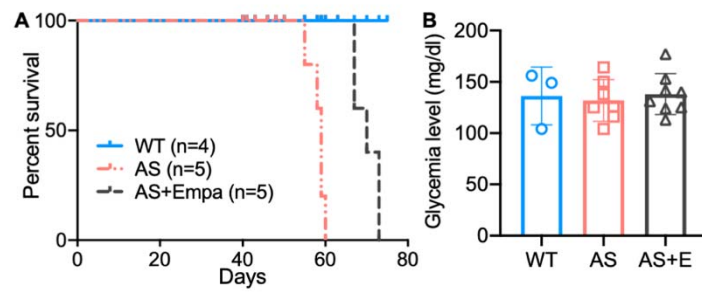 A
Percent survival
100
50
0
WT (n=4)
AS (n=5)
AS+Empa (n=5)
0 20 40 60 80
Days
B
Glycemia level (mg/dl)
200
150
100
50
0
WT AS AS+E